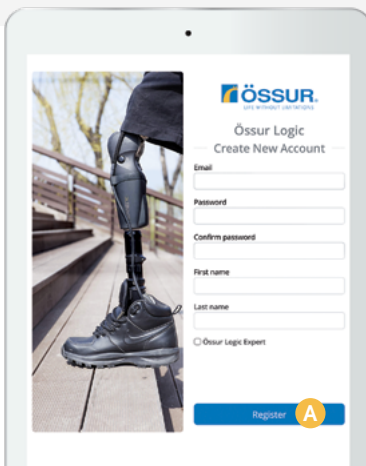 ÖSSUR.
LIFE WITHOUT LIMITATIONS
Össur Logic
Create New Account
Email
Password
Confirm password
First name
Last name
Össur Logic Expert
Register A